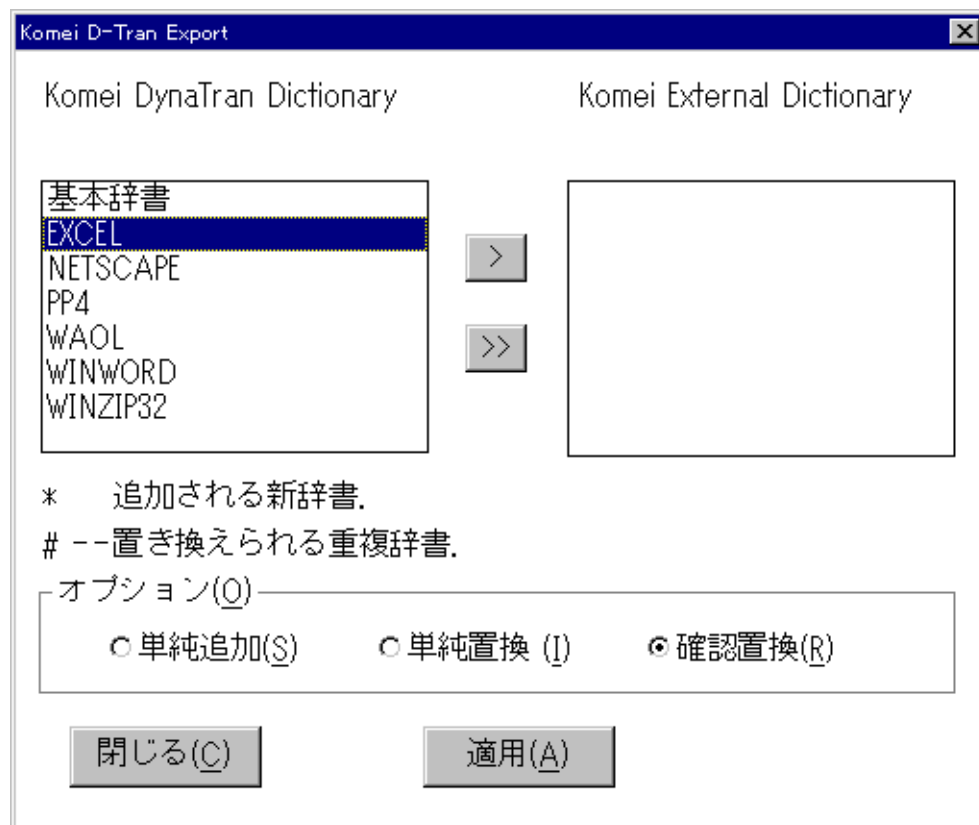 Komei D-Tran Export
Komei DynaTran Dictionary
Komei External Dictionary
基本辞書
EXCEL
NETSCAPE
PP4
WAOL
WINWORD
WINZIP32
>
>>
* 追加される新辞書.
# --置き換えられる重複辞書.
オプション(O)
単純追加(S) 単純置換 (I) 確認置換(R)
閉じる(C) 適用(A)